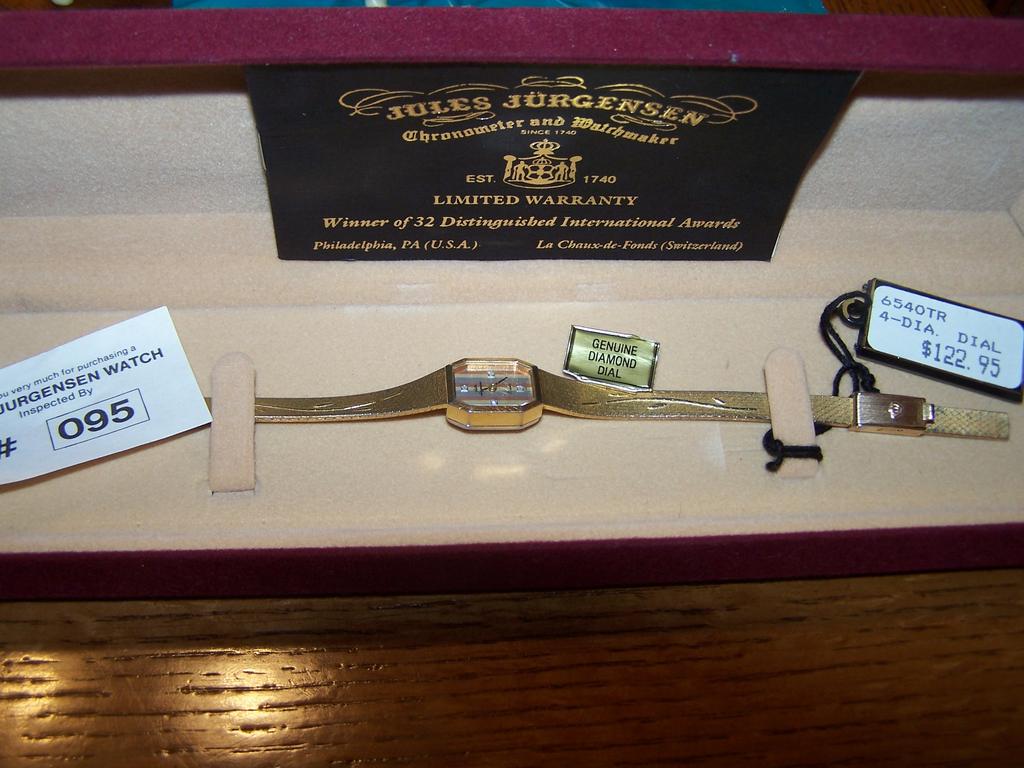 JULES JÜRGENSEN
Chronometer and Watchmaker
SINCE 1740
EST. 1740
LIMITED WARRANTY
Winner of 32 Distinguished International Awards
Philadelphia, PA (U.S.A.) La Chaux-de-Fonds (Switzerland)
very much for purchasing a
JURGENSEN WATCH
Inspected By
# 095
GENUINE
DIAMOND
DIAL
6540TR
4-DIA. DIAL
$122.95